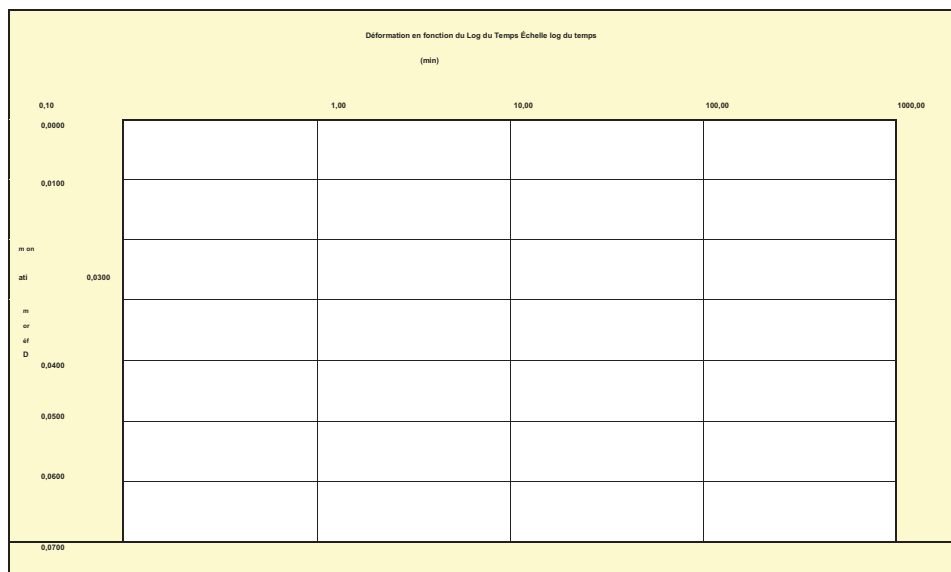 Déformation en fonction du Log du Temps Échelle log du temps
(min)
0,10 1,00 10,00 100,00 1000,00
0,0000
0,0100
m on
ati 0,0300
m
or
éf
D
0,0400
0,0500
0,0600
0,0700